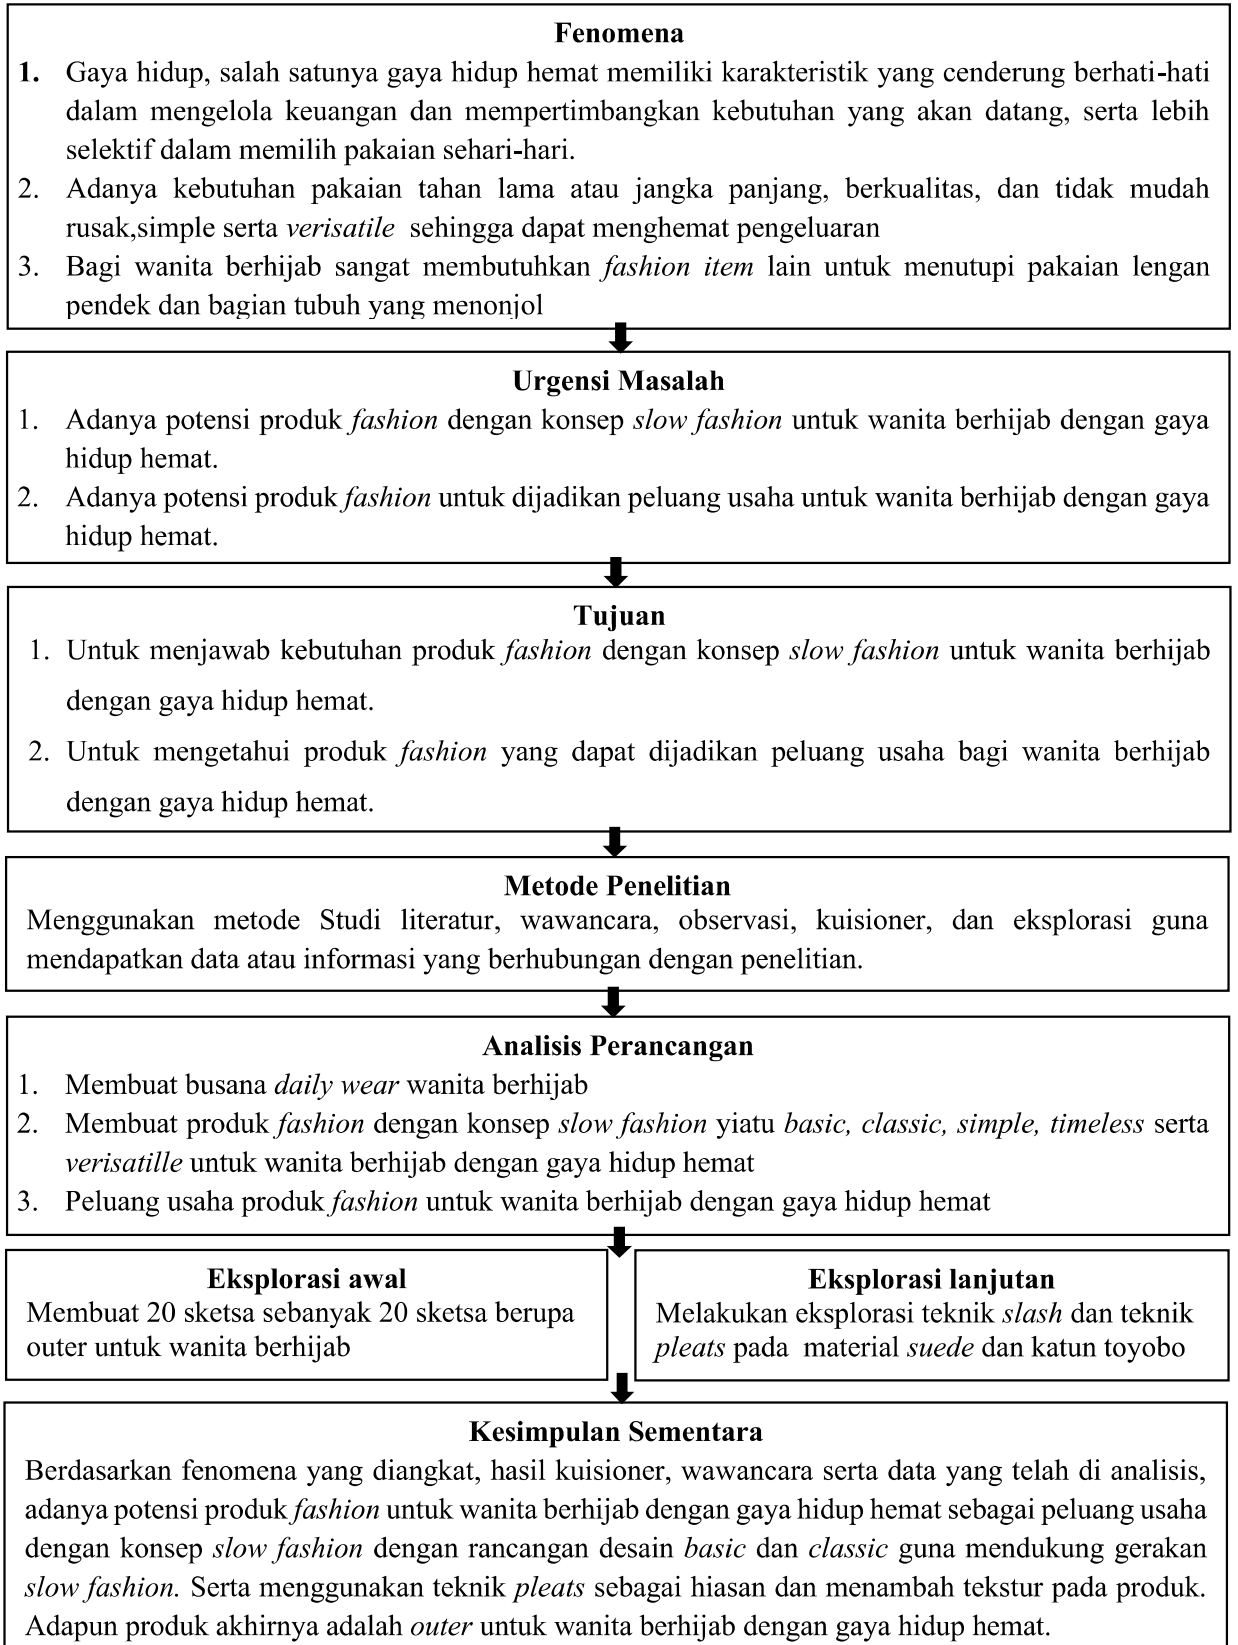 Fenomena
1. Gaya hidup, salah satunya gaya hidup hemat memiliki karakteristik yang cenderung berhati-hati
dalam mengelola keuangan dan mempertimbangkan kebutuhan yang akan datang, serta lebih
selektif dalam memilih pakaian sehari-hari.
2. Adanya kebutuhan pakaian tahan lama atau jangka panjang, berkualitas, dan tidak mudah
rusak,simple serta verisatile sehingga dapat menghemat pengeluaran
3. Bagi wanita berhijab sangat membutuhkan fashion item lain untuk menutupi pakaian lengan
pendek dan bagian tubuh yang menonjol
Urgensi Masalah
1. Adanya potensi produk fashion dengan konsep slow fashion untuk wanita berhijab dengan gaya
hidup hemat.
2. Adanya potensi produk fashion untuk dijadikan peluang usaha untuk wanita berhijab dengan gaya
hidup hemat.
Tujuan
1. Untuk menjawab kebutuhan produk fashion dengan konsep slow fashion untuk wanita berhijab
dengan gaya hidup hemat.
2. Untuk mengetahui produk fashion yang dapat dijadikan peluang usaha bagi wanita berhijab
dengan gaya hidup hemat.
Metode Penelitian
Menggunakan metode Studi literatur, wawancara, observasi, kuisioner, dan eksplorasi guna
mendapatkan data atau informasi yang berhubungan dengan penelitian.
Analisis Perancangan
1. Membuat busana daily wear wanita berhijab
2. Membuat produk fashion dengan konsep slow fashion yiatu basic, classic, simple, timeless serta
verisatille untuk wanita berhijab dengan gaya hidup hemat
3. Peluang usaha produk fashion untuk wanita berhijab dengan gaya hidup hemat
Eksplorasi awal
Membuat 20 sketsa sebanyak 20 sketsa berupa
outer untuk wanita berhijab
Eksplorasi lanjutan
Melakukan eksplorasi teknik slash dan teknik
pleats pada material suede dan katun toyobo
Kesimpulan Sementara
Berdasarkan fenomena yang diangkat, hasil kuisioner, wawancara serta data yang telah di analisis,
adanya potensi produk fashion untuk wanita berhijab dengan gaya hidup hemat sebagai peluang usaha
dengan konsep slow fashion dengan rancangan desain basic dan classic guna mendukung gerakan
slow fashion. Serta menggunakan teknik pleats sebagai hiasan dan menambah tekstur pada produk.
Adapun produk akhirnya adalah outer untuk wanita berhijab dengan gaya hidup hemat.